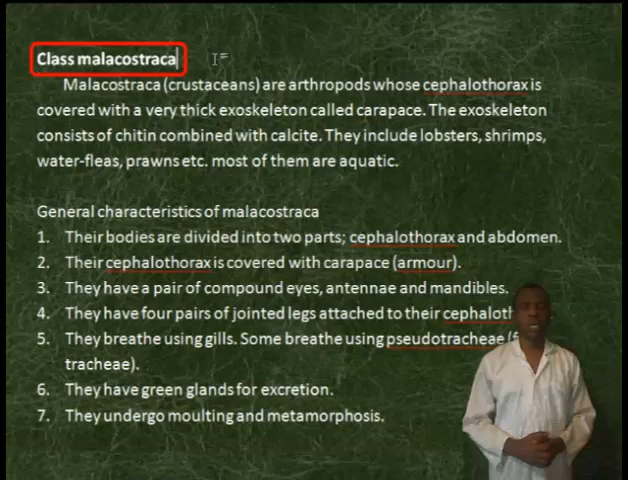 Class malacostraca
Malacostraca (crustaceans) are arthropods whose cephalothorax is
covered with a very thick exoskeleton called carapace. The exoskeleton
consists of chitin combined with calcite. They include lobsters, shrimps,
water-fleas, prawns etc. most of them are aquatic.
General characteristics of malacostraca
1. Their bodies are divided into two parts; cephalothorax and abdomen.
2. Their cephalothorax is covered with carapace (armour).
3. They have a pair of compound eyes, antennae and mandibles.
4. They have four pairs of jointed legs attached to their
5. They breathe using gills. Some breathe using pseudotracheae
tracheae).
6. They have green glands for excretion.
7. They undergo moulting and metamorphosis.